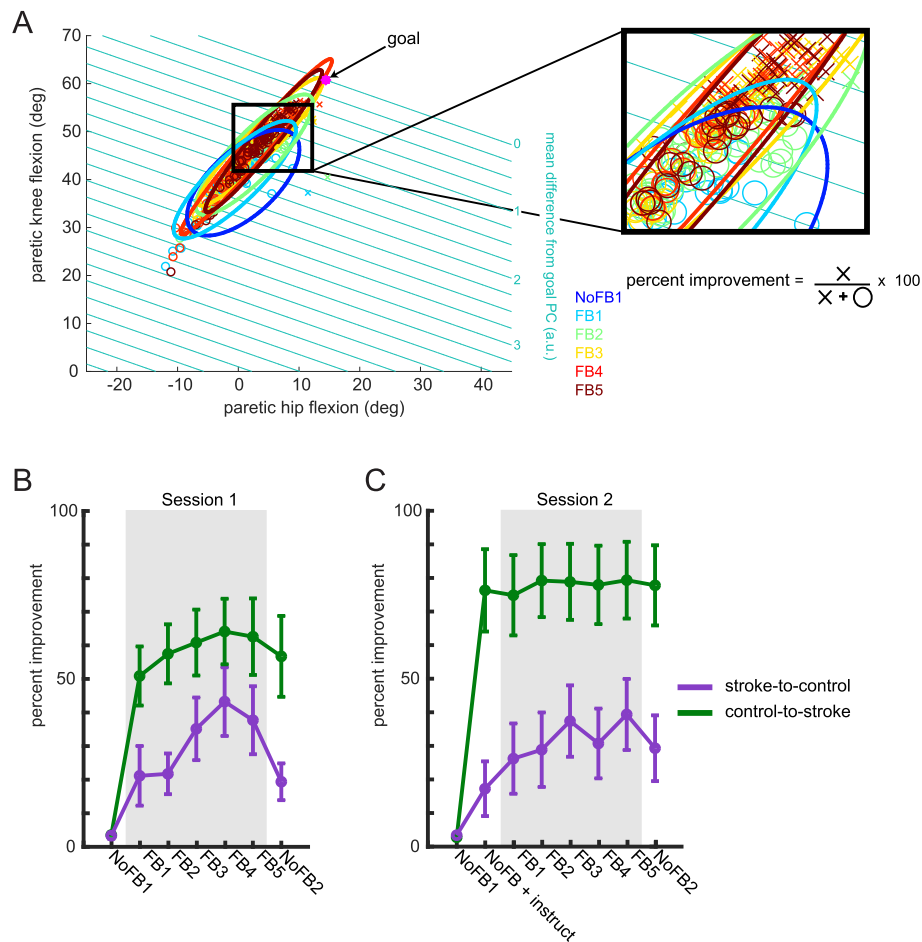 A
70
60
50
40
30
20
10
0
paretic knee flexion (deg)
-20
-10
0
10
20
30
40
paretic hip flexion (deg)
goal
0
1
2
3
mean difference
from goal PC (a.u.)
NoFB1
FB1
FB2
FB3
FB4
FB5
percent improvement = × / × + ○ x 100
B
Session 1
100
50
0
percent improvement
NoFB1
FB1
FB2
FB3
FB4
FB5
NoFB2
C
Session 2
100
50
0
percent improvement
NoFB1
NoFB + instruct
FB1
FB2
FB3
FB4
FB5
NoFB2
stroke-to-control
control-to-stroke